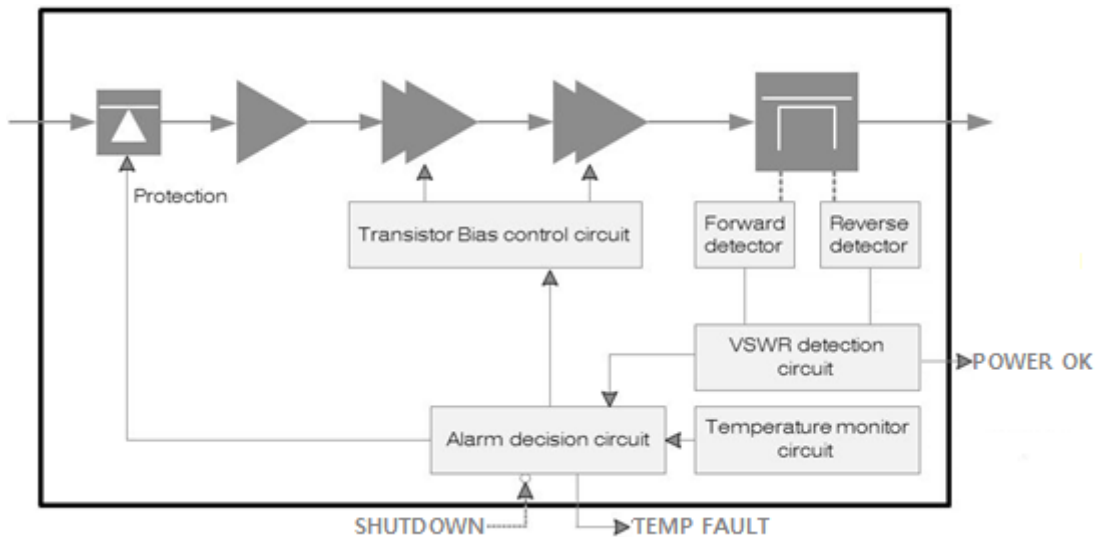 Protection
Transistor Bias control circuit
Forward
detector
Reverse
detector
VSWR detection
circuit
POWER OK
Alarm decision circuit
Temperature monitor
circuit
SHUTDOWN
TEMP FAULT